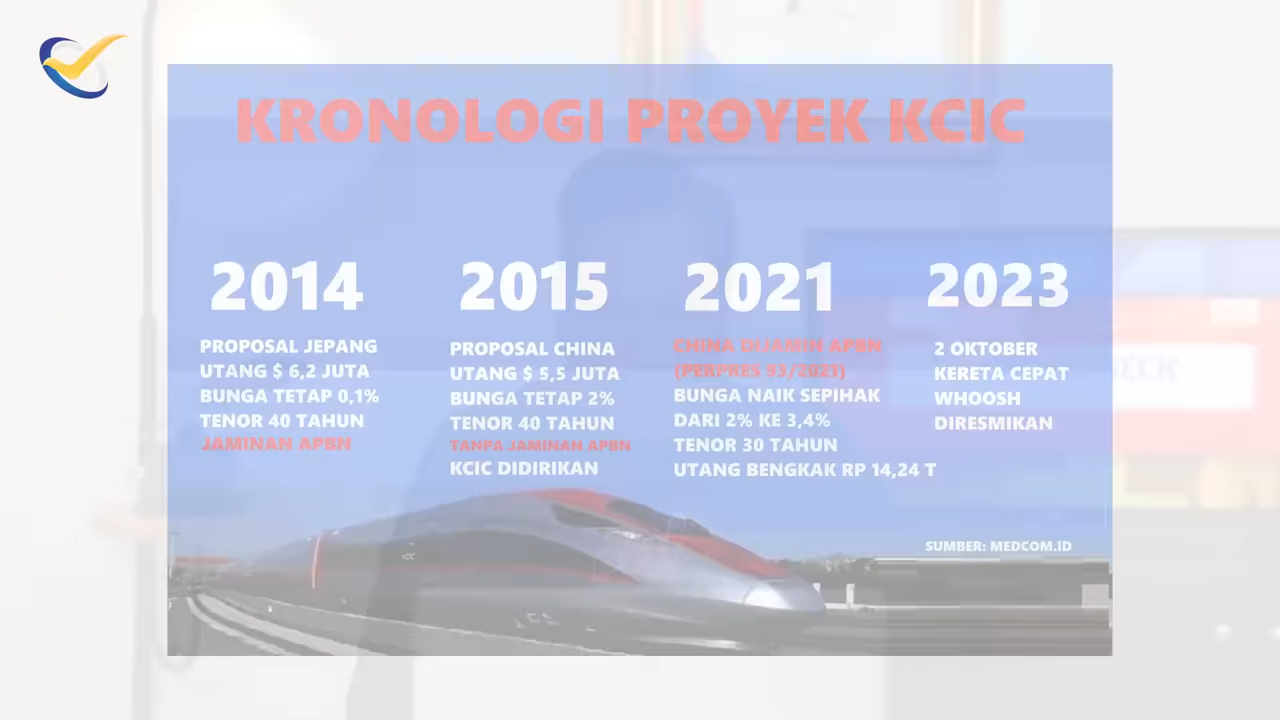 KRONOLOGI PROYEK KCIC
2014
PROPOSAL JEPANG
UTANG $ 6,2 JUTA
BUNGA TETAP 0,1%
TENOR 40 TAHUN
JAMINAN APBN
2015
PROPOSAL CHINA
UTANG $ 5,5 JUTA
BUNGA TETAP 2%
TENOR 40 TAHUN
TANPA JAMINAN APBN
KCIC DIDIRIKAN
2021
CHINA DIJAMIN APBN
(PERPRES 93/2021)
BUNGA NAIK SEPIHAK
DARI 2% KE 3,4%
TENOR 30 TAHUN
UTANG BENGKAK RP 14,24 T
2023
2 OKTOBER
KERETA CEPAT
WHOOSH
DIRESMIKAN
SUMBER: MEDCOM.ID